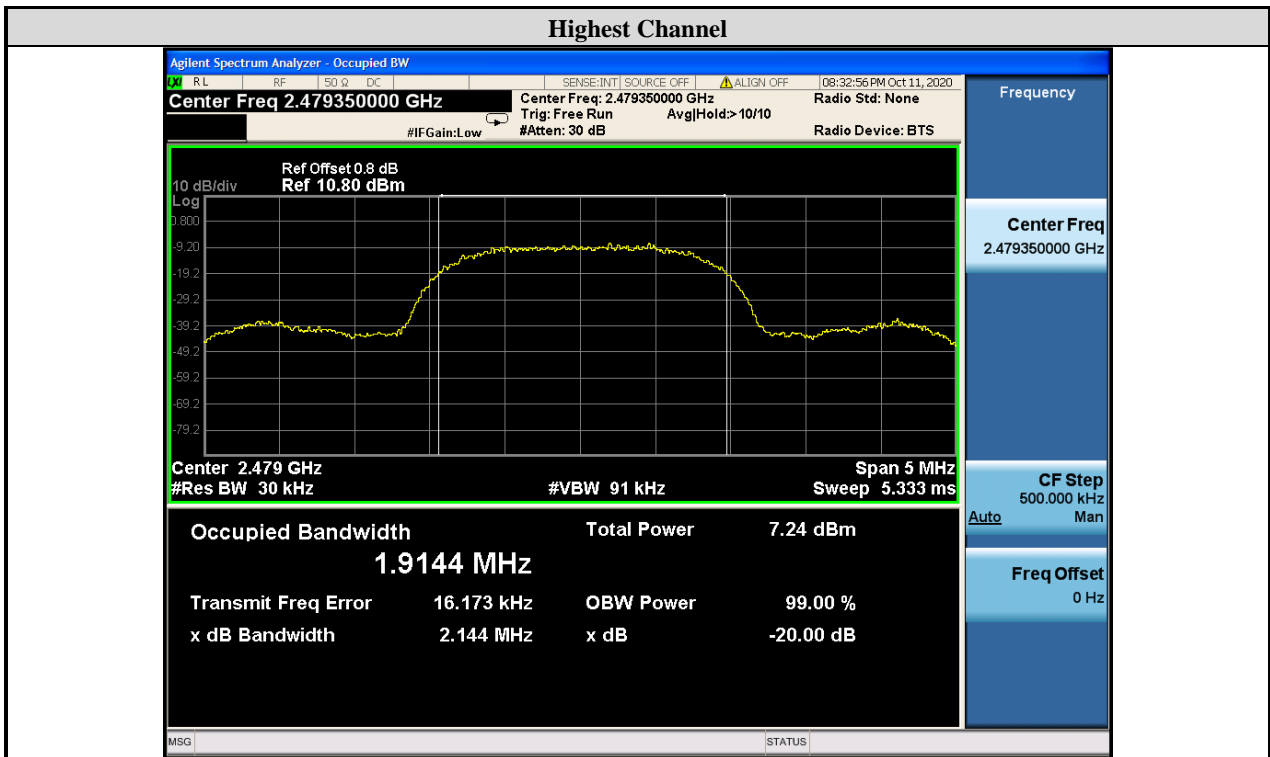 Highest Channel
Agilent Spectrum Analyzer - Occupied BW
LXI RL RF 50 Ω DC SENSE:INT SOURCE OFF ALIGN OFF 08:32:56 PM Oct 11, 2020
Center Freq 2.479350000 GHz
Center Freq: 2.479350000 GHz
Radio Std: None
Trig: Free Run Avg|Hold:>10/10
#IFGain:Low #Atten: 30 dB Radio Device: BTS
Frequency
Ref Offset 0.8 dB
10 dB/div Ref 10.80 dBm
Log
0.800
-9.20
-19.2
-29.2
-39.2
-49.2
-59.2
-69.2
-79.2
Center 2.479 GHz Span 5 MHz
#Res BW 30 kHz #VBW 91 kHz Sweep 5.333 ms
Center Freq
2.479350000 GHz
CF Step
500.000 kHz
Auto Man
Freq Offset
0 Hz
Occupied Bandwidth Total Power 7.24 dBm
1.9144 MHz
Transmit Freq Error 16.173 kHz OBW Power 99.00 %
x dB Bandwidth 2.144 MHz x dB -20.00 dB
MSG STATUS